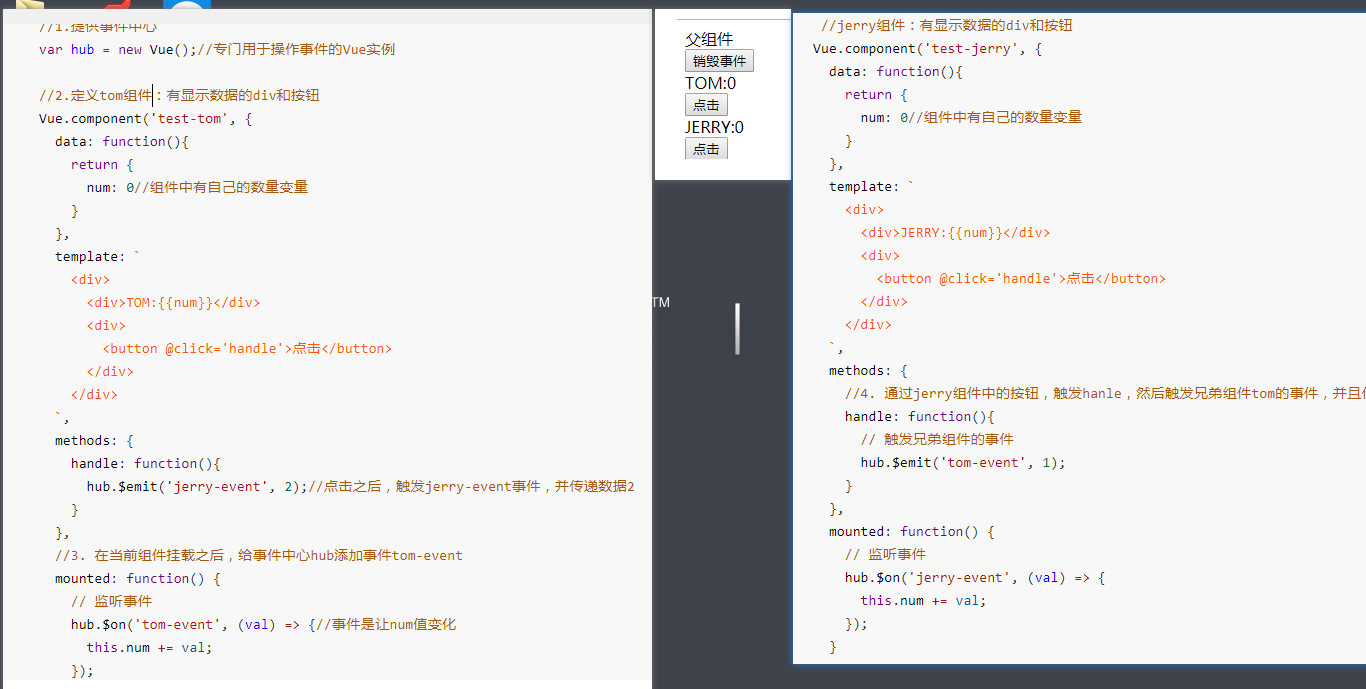 //1.提供事件中心
var hub = new Vue();//专门用于操作事件的Vue实例
//2.定义tom组件：有显示数据的div和按钮
Vue.component('test-tom', {
data: function(){
return {
num: 0//组件中有自己的数量变量
}
},
template: `
<div>
<div>TOM:{{num}}</div>
<div>
<button @click='handle'>点击</button>
</div>
</div>
`,
methods: {
handle: function(){
hub.$emit('jerry-event', 2);//点击之后，触发jerry-event事件，并传递数据2
}
},
//3. 在当前组件挂载之后，给事件中心hub添加事件tom-event
mounted: function() {
// 监听事件
hub.$on('tom-event', (val) => {//事件是让num值变化
this.num += val;
});
父组件
销毁事件
TOM:0
点击
JERRY:0
点击
TM
//jerry组件：有显示数据的div和按钮
Vue.component('test-jerry', {
data: function(){
return {
num: 0//组件中有自己的数量变量
}
},
template: `
<div>
<div>JERRY:{{num}}</div>
<div>
<button @click='handle'>点击</button>
</div>
</div>
`,
methods: {
//4. 通过jerry组件中的按钮，触发hanle，然后触发兄弟组件tom的事件，并且
handle: function(){
// 触发兄弟组件的事件
hub.$emit('tom-event', 1);
}
},
mounted: function() {
// 监听事件
hub.$on('jerry-event', (val) => {
this.num += val;
});
}